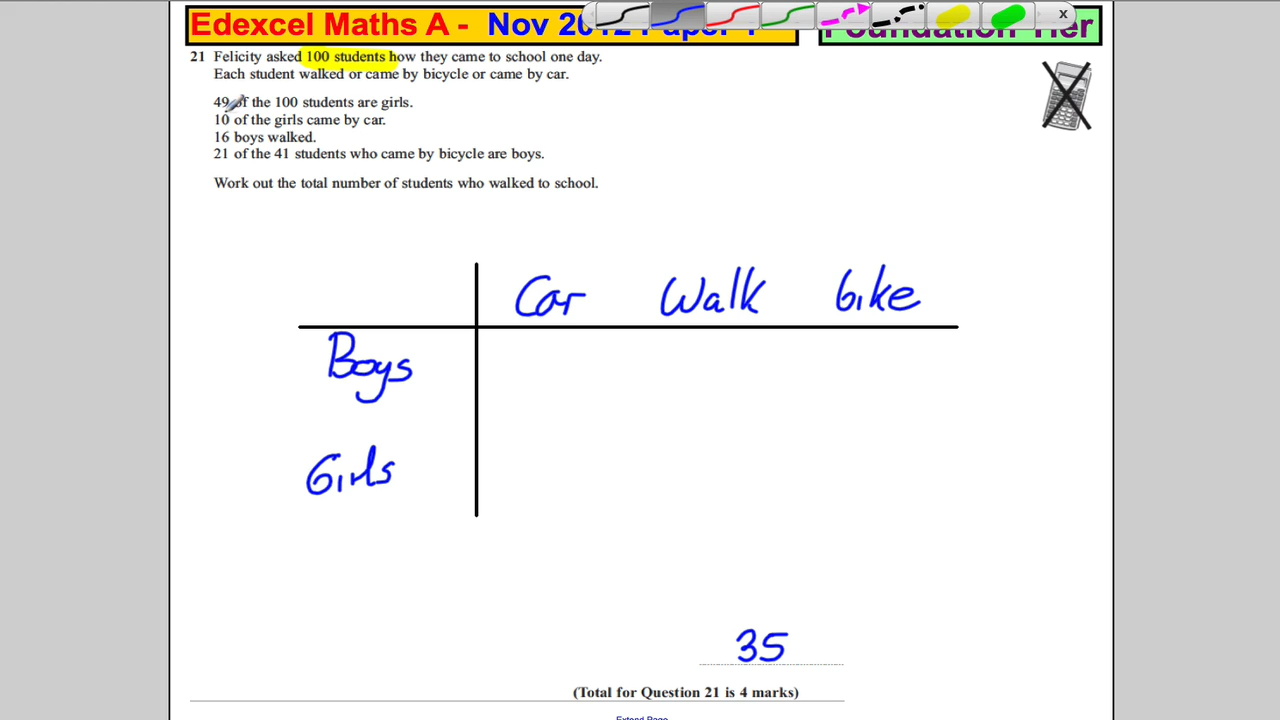 Edexcel Maths A - Nov 20
Tier
21 Felicity asked 100 students how they came to school one day.
Each student walked or came by bicycle or came by car.
49 of the 100 students are girls.
10 of the girls came by car.
16 boys walked.
21 of the 41 students who came by bicycle are boys.
Work out the total number of students who walked to school.
Car Walk bike
Boys
Girls
35
(Total for Question 21 is 4 marks)
Extend Page
x